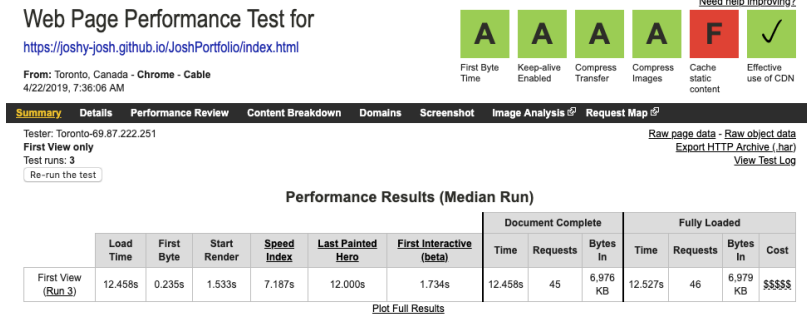 Need help improving?
Web Page Performance Test for
https://joshy-josh.github.io/JoshPortfolio/index.html
From: Toronto, Canada - Chrome - Cable
4/22/2019, 7:36:06 AM
A A A A F ✓
First Byte Time
Keep-alive Enabled
Compress Transfer
Compress Images
Cache static content
Effective use of CDN
Summary Details Performance Review Content Breakdown Domains Screenshot Image Analysis Request Map
Tester: Toronto-69.87.222.251
First View only
Test runs: 3
Re-run the test
Raw page data - Raw object data
Export HTTP Archive (.har)
View Test Log
Performance Results (Median Run)
Document Complete Fully Loaded
Load Time First Byte Start Render Speed Index Last Painted Hero First Interactive (beta) Time Requests Bytes In Time Requests Bytes In Cost
First View (Run 3) 12.458s 0.235s 1.533s 7.187s 12.000s 1.734s 12.458s 45 6,976 KB 12.527s 46 6,979 KB $$$$$
Plot Full Results